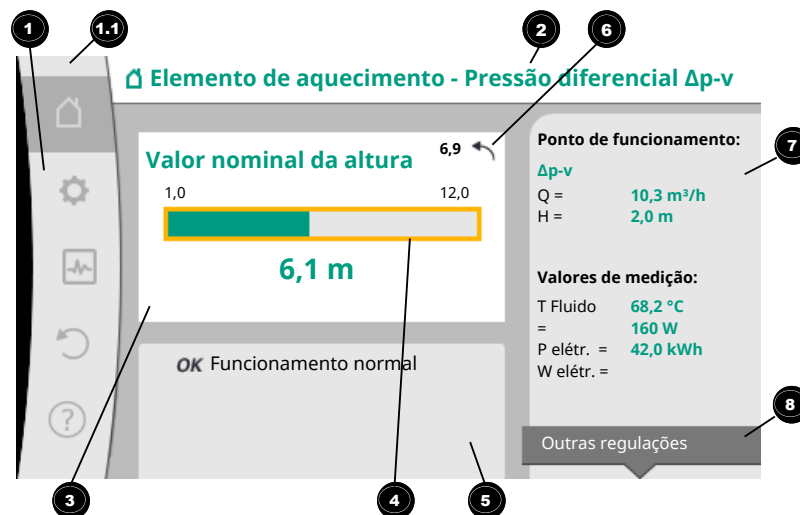 1
1.1
2
6
Elemento de aquecimento - Pressão diferencial Δp-v
Valor nominal da altura
6,9
1,0
12,0
6,1 m
OK Funcionamento normal
Ponto de funcionamento:
Δp-v
Q = 10,3 m³/h
H = 2,0 m
Valores de medição:
T Fluido 68,2 °C
= 160 W
P elétr. = 42,0 kWh
W elétr. =
Outras regulações
7
8
?
3
4
5